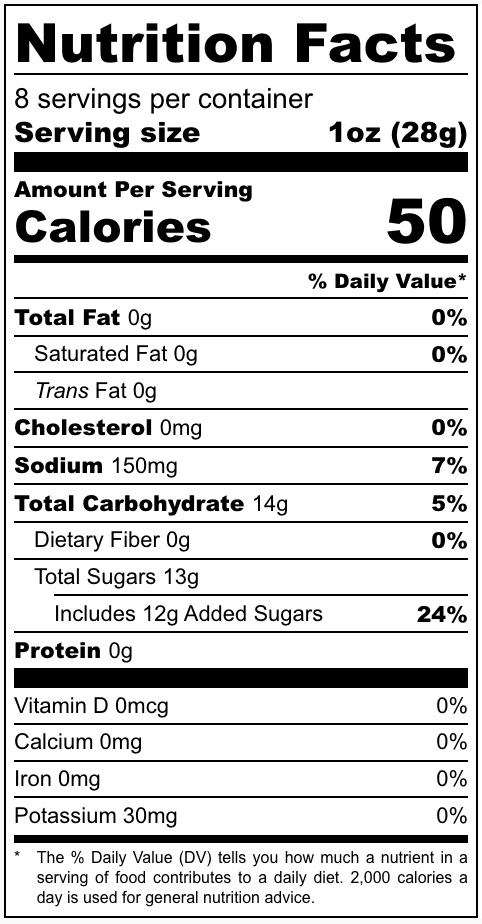 Nutrition Facts
8 servings per container
Serving size 1oz (28g)
Amount Per Serving
Calories 50
% Daily Value*
Total Fat 0g 0%
Saturated Fat 0g 0%
Trans Fat 0g
Cholesterol 0mg 0%
Sodium 150mg 7%
Total Carbohydrate 14g 5%
Dietary Fiber 0g 0%
Total Sugars 13g
Includes 12g Added Sugars 24%
Protein 0g
Vitamin D 0mcg 0%
Calcium 0mg 0%
Iron 0mg 0%
Potassium 30mg 0%
* The % Daily Value (DV) tells you how much a nutrient in a
serving of food contributes to a daily diet. 2,000 calories a
day is used for general nutrition advice.